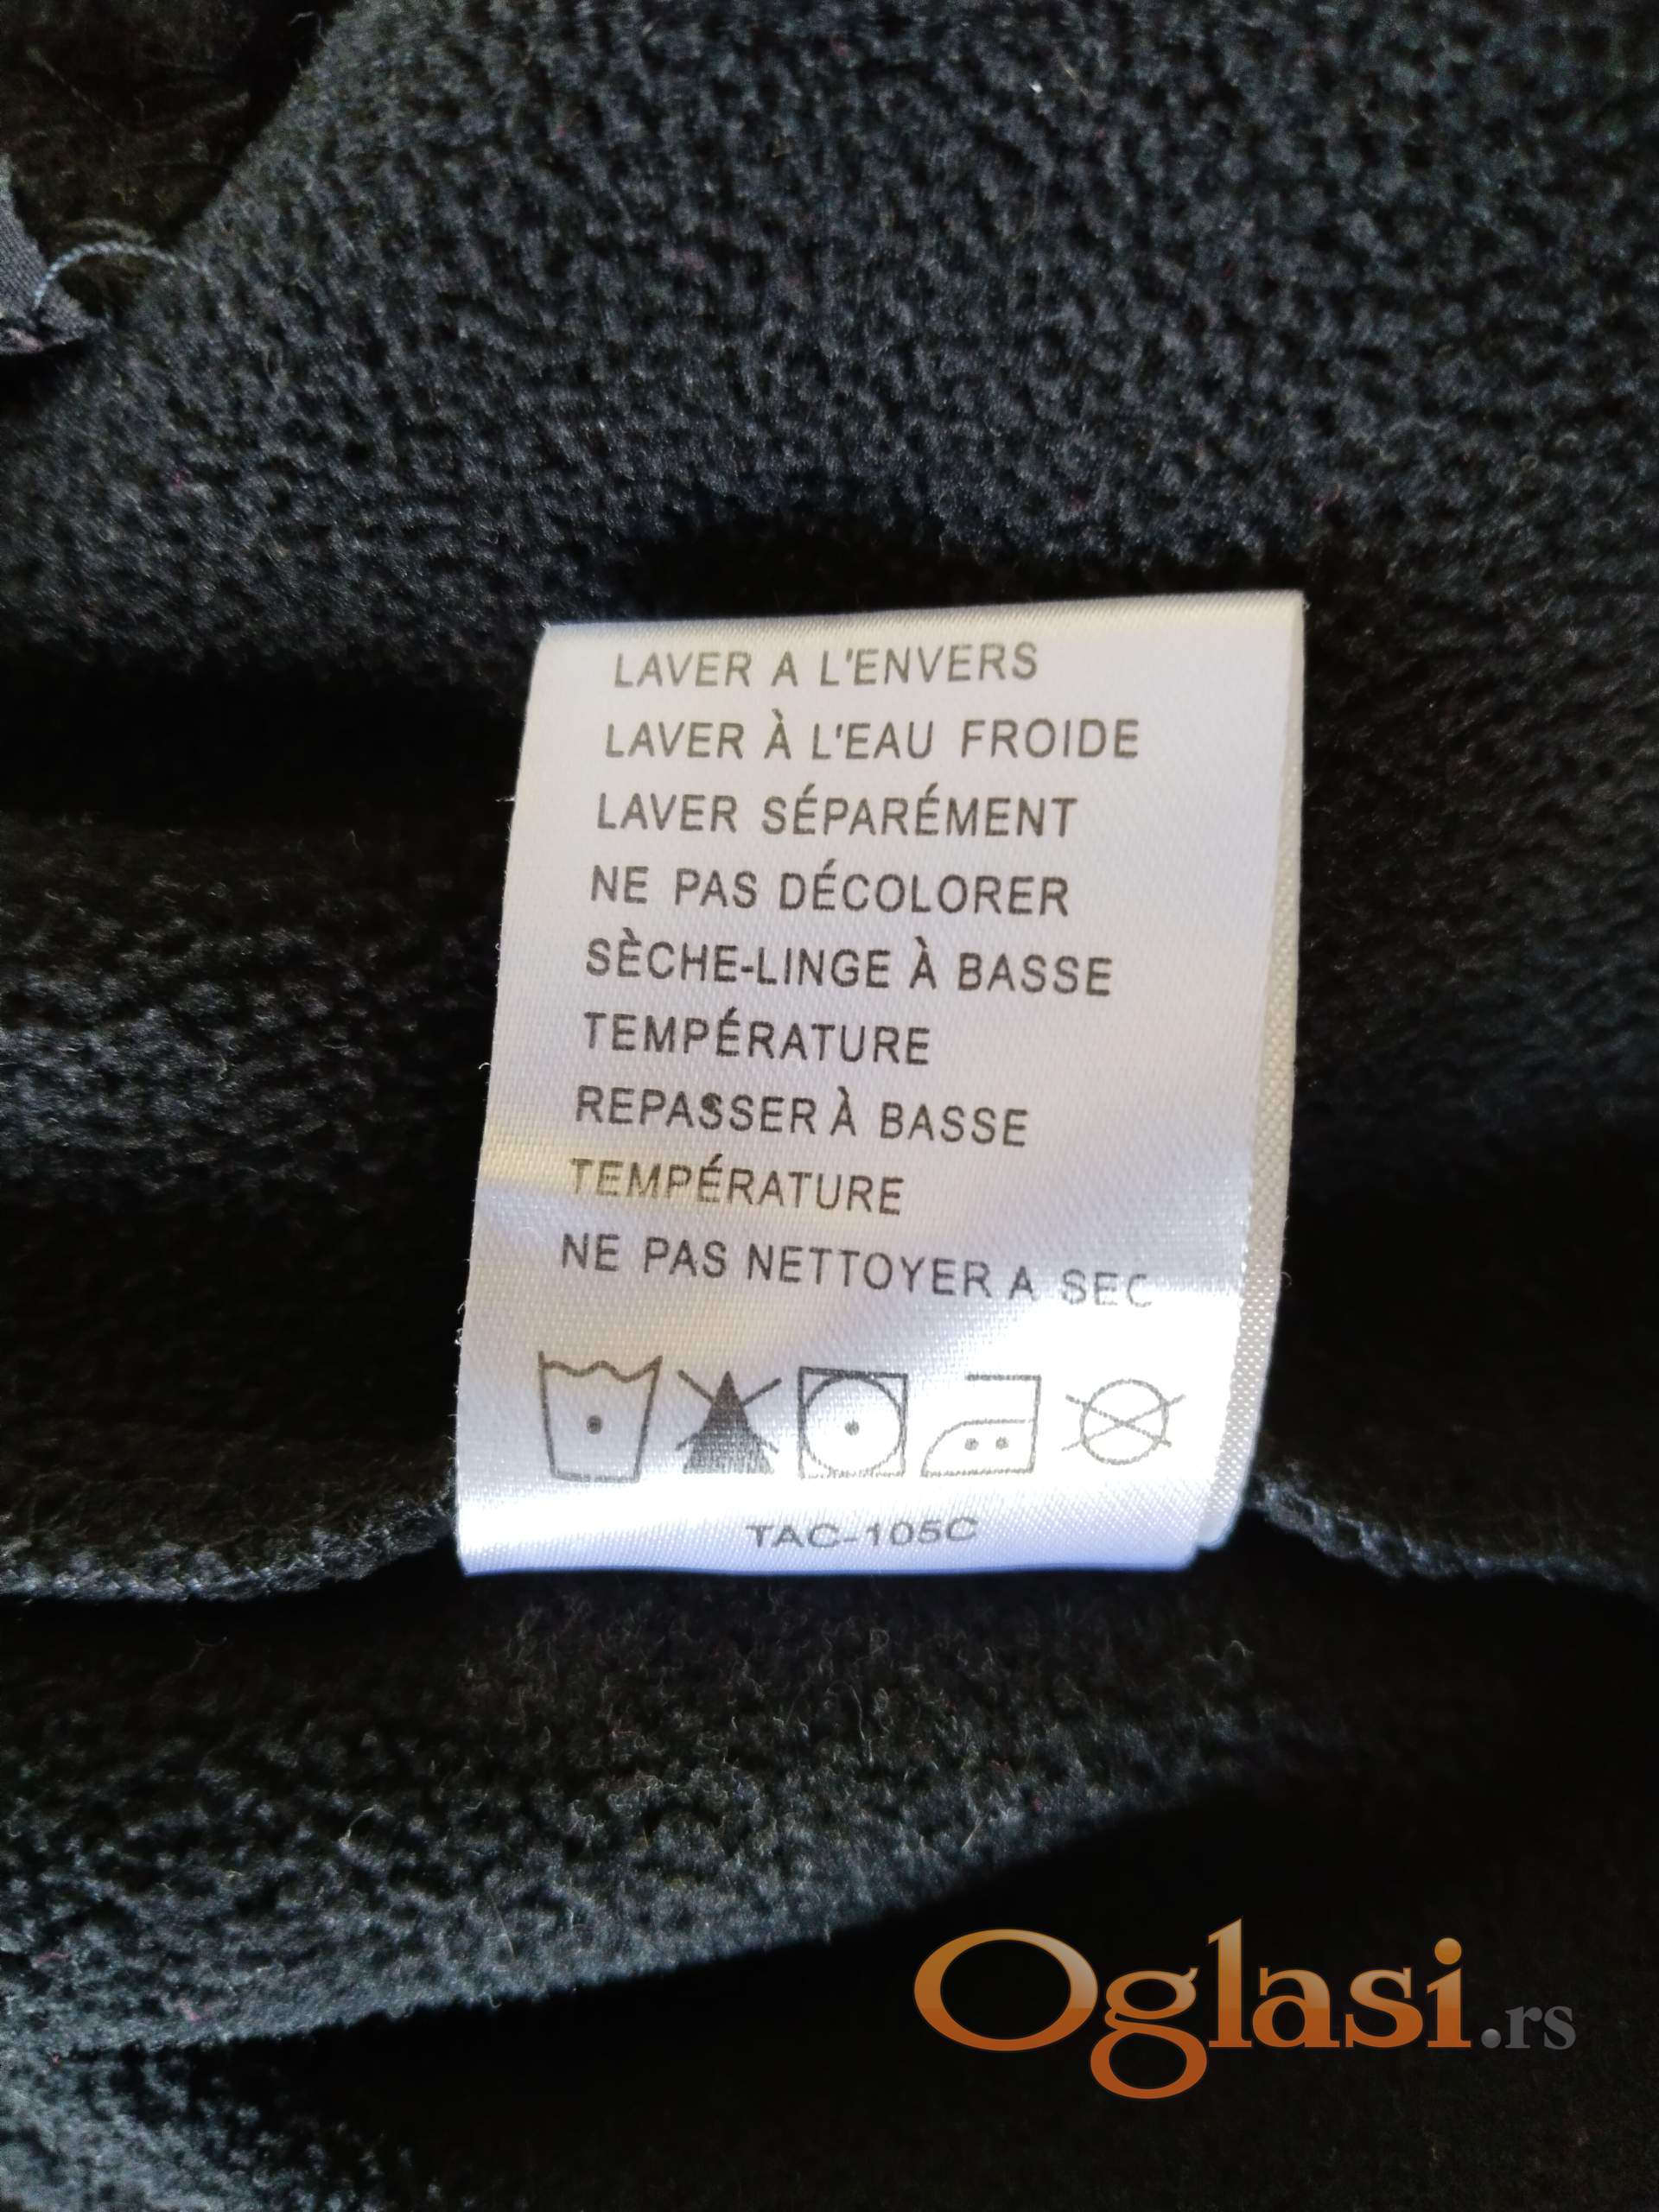 LAVER A L'ENVERS
LAVER À L'EAU FROIDE
LAVER SÉPARÉMENT
NE PAS DÉCOLORER
SÈCHE-LINGE À BASSE
TEMPÉRATURE
REPASSER À BASSE
TEMPÉRATURE
NE PAS NETTOYER A SEC
TAC-105C
Oglasi.rs